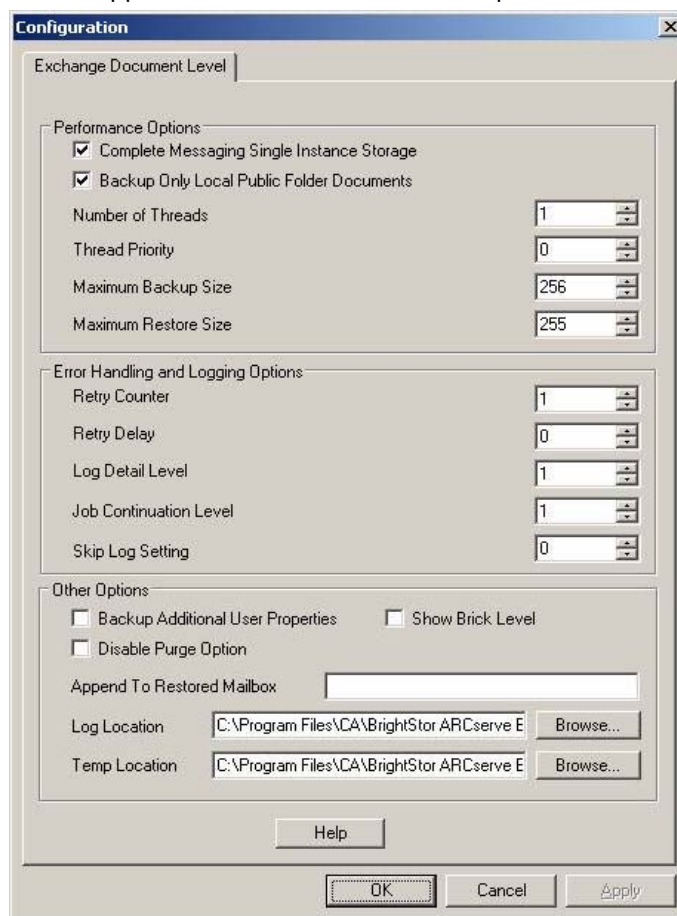 Configuration
Exchange Document Level
Performance Options
Complete Messaging Single Instance Storage
Backup Only Local Public Folder Documents
Number of Threads 1
Thread Priority 0
Maximum Backup Size 256
Maximum Restore Size 255
Error Handling and Logging Options
Retry Counter 1
Retry Delay 0
Log Detail Level 1
Job Continuation Level 1
Skip Log Setting 0
Other Options
Backup Additional User Properties Show Brick Level
Disable Purge Option
Append To Restored Mailbox
Log Location C:\Program Files\CA\BrightStor ARCserve E Browse...
Temp Location C:\Program Files\CA\BrightStor ARCserve E Browse...
Help
OK Cancel Apply